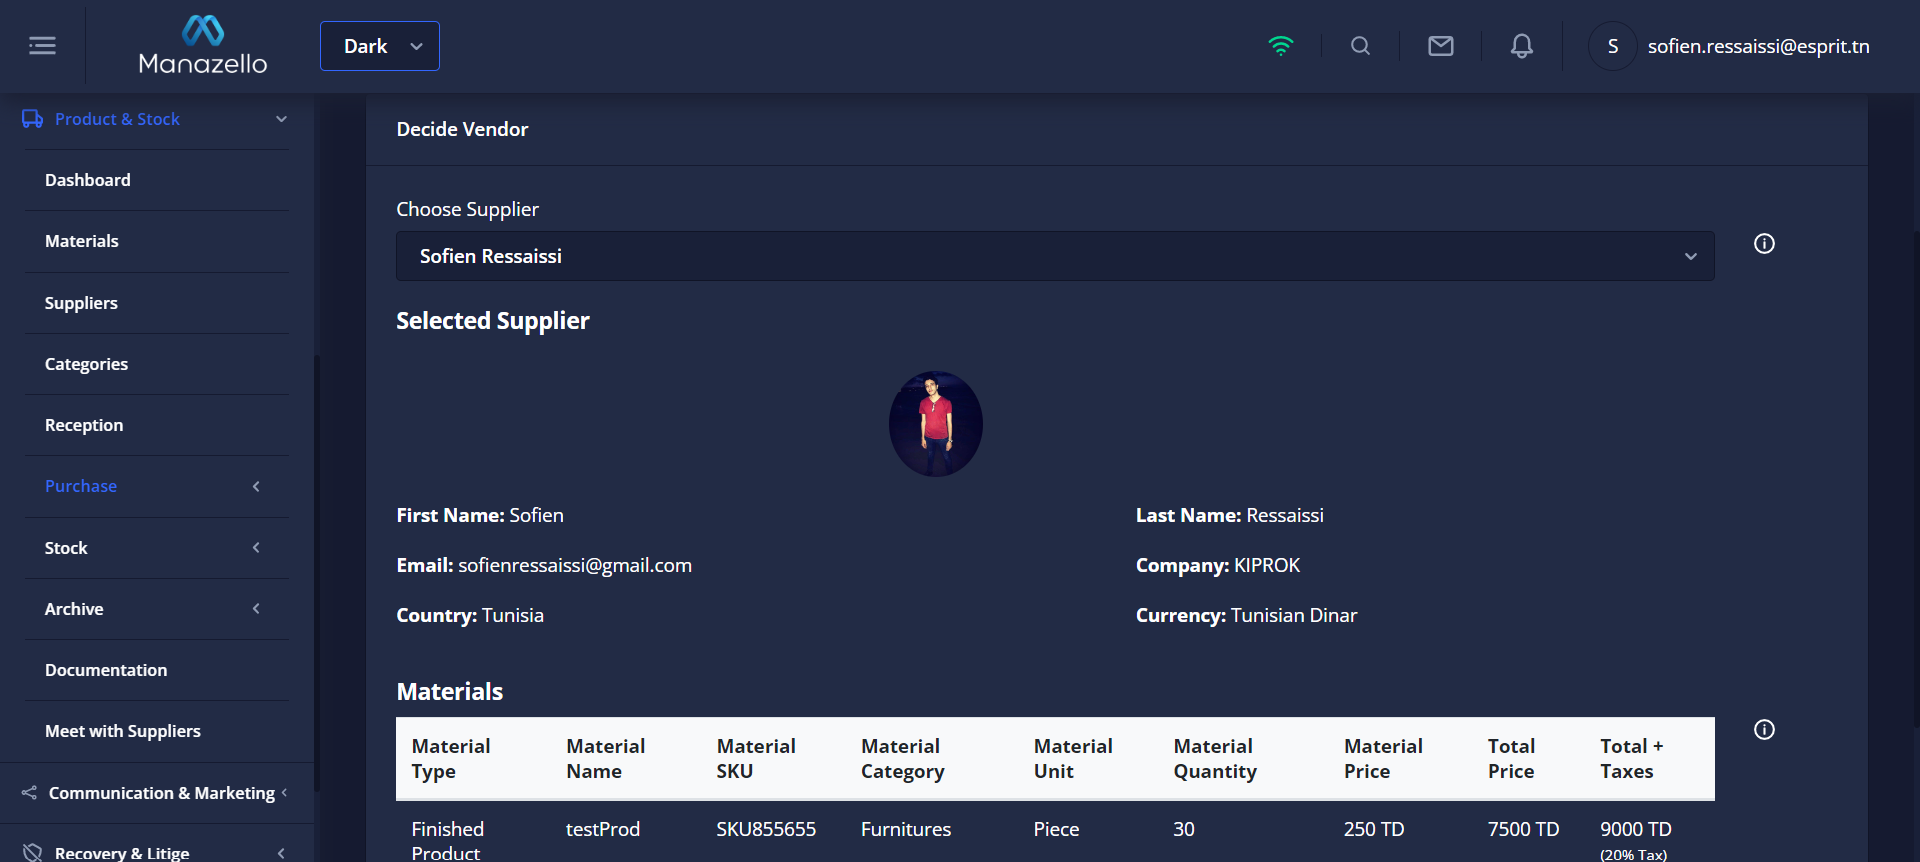 Manazello
Dark
S
sofien.ressaissi@esprit.tn
Product & Stock
Dashboard
Materials
Suppliers
Categories
Reception
Purchase
Stock
Archive
Documentation
Meet with Suppliers
Communication & Marketing
Recovery & Litige
Decide Vendor
Choose Supplier
Sofien Ressaissi
Selected Supplier
First Name: Sofien
Last Name: Ressaissi
Email: sofienressaissi@gmail.com
Company: KIPROK
Country: Tunisia
Currency: Tunisian Dinar
Materials
Material Type
Material Name
Material SKU
Material Category
Material Unit
Material Quantity
Material Price
Total Price
Total + Taxes
Finished Product
testProd
SKU855655
Furnitures
Piece
30
250 TD
7500 TD
9000 TD
(20% Tax)